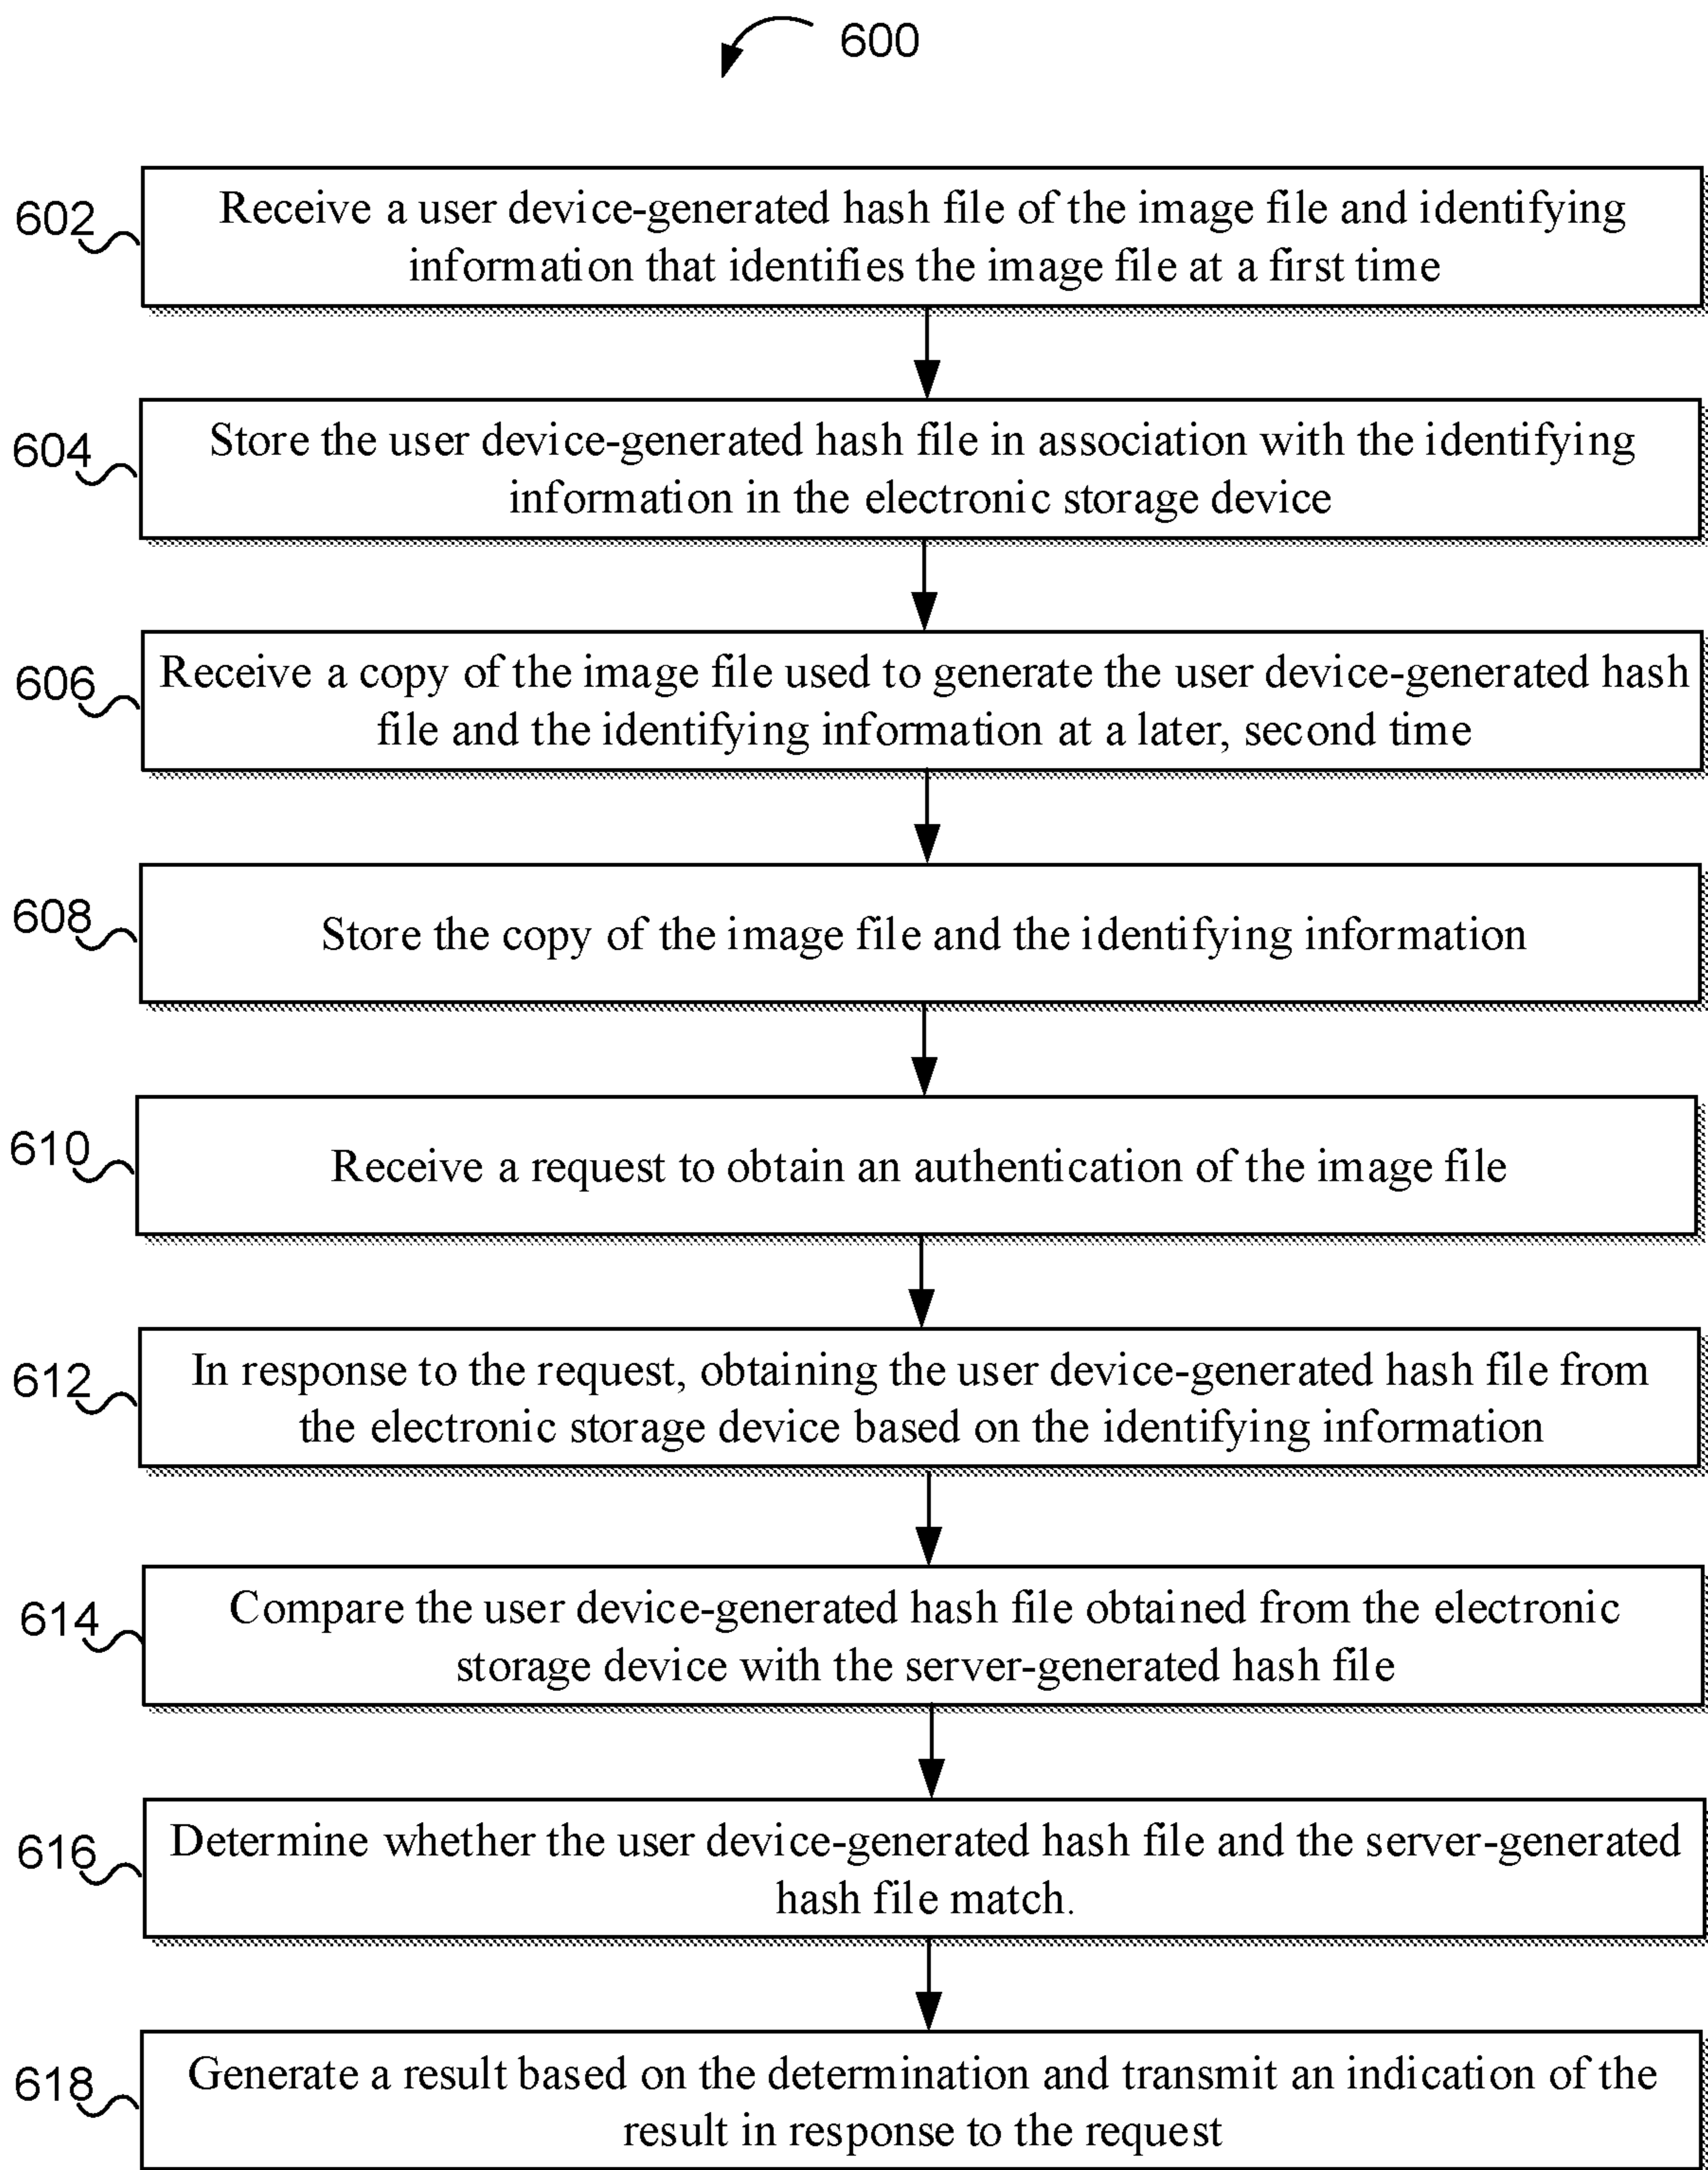 600
602
Receive a user device-generated hash file of the image file and identifying
information that identifies the image file at a first time
604
Store the user device-generated hash file in association with the identifying
information in the electronic storage device
606
Receive a copy of the image file used to generate the user device-generated hash
file and the identifying information at a later, second time
608
Store the copy of the image file and the identifying information
610
Receive a request to obtain an authentication of the image file
612
In response to the request, obtaining the user device-generated hash file from
the electronic storage device based on the identifying information
614
Compare the user device-generated hash file obtained from the electronic
storage device with the server-generated hash file
616
Determine whether the user device-generated hash file and the server-generated
hash file match.
618
Generate a result based on the determination and transmit an indication of the
result in response to the request